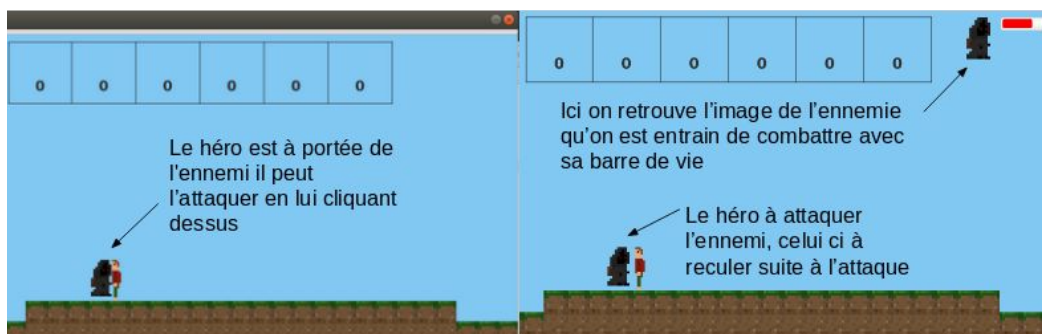 0 0 0 0 0 0
Le héro est à portée de
l'ennemi il peut
l'attaquer en lui cliquant
dessus
0 0 0 0 0 0
Ici on retrouve l'image de l'ennemie
qu'on est entrain de combattre avec
sa barre de vie
Le héro à attaquer
l'ennemi, celui ci à
reculer suite à l'attaque